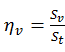 η_v = S_v / S_t